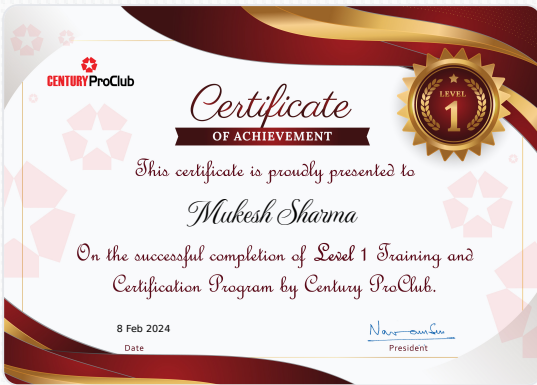 CENTURY ProClub
LEVEL
1
Certificate
OF ACHIEVEMENT
This certificate is proudly presented to
Mukesh Sharma
On the successful completion of Level 1 Training and
Certification Program by Century ProClub.
8 Feb 2024
Date
President